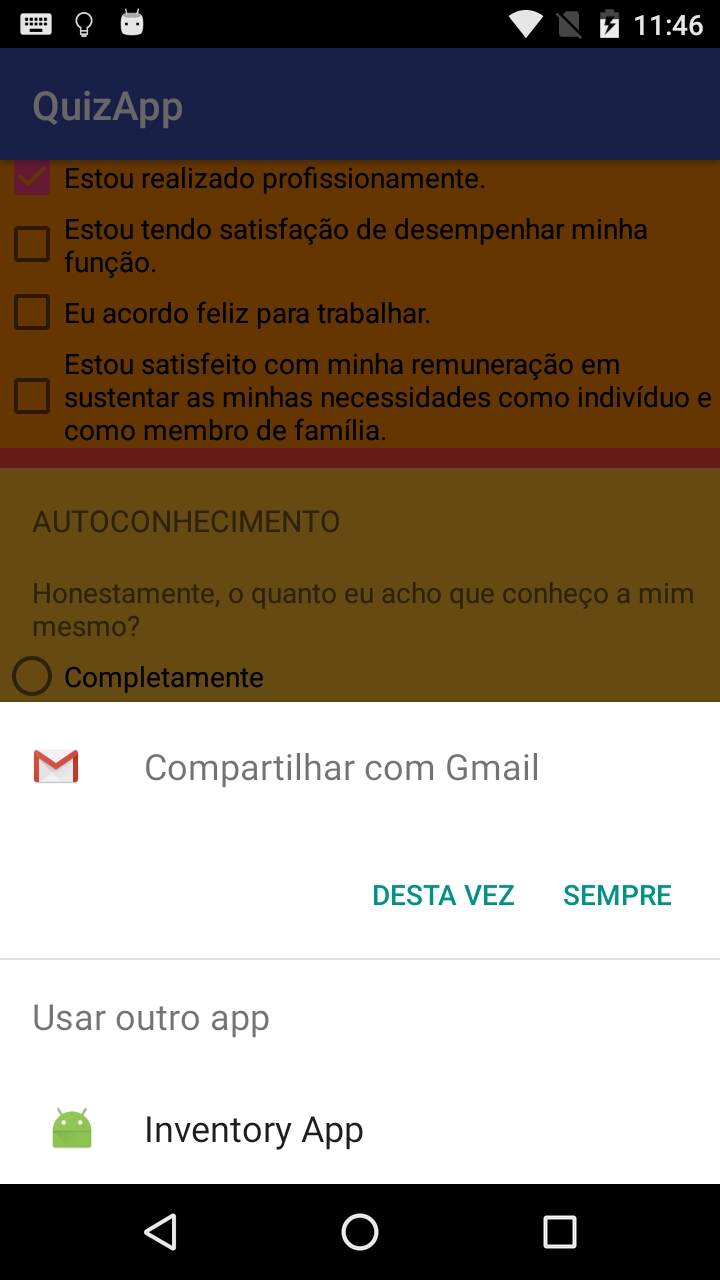 11:46
QuizApp
Estou realizado profissionamente.
Estou tendo satisfação de desempenhar minha
função.
Eu acordo feliz para trabalhar.
Estou satisfeito com minha remuneração em
sustentar as minhas necessidades como indivíduo e
como membro de família.
AUTOCONHECIMENTO
Honestamente, o quanto eu acho que conheço a mim
mesmo?
Completamente
Compartilhar com Gmail
DESTA VEZ SEMPRE
Usar outro app
Inventory App